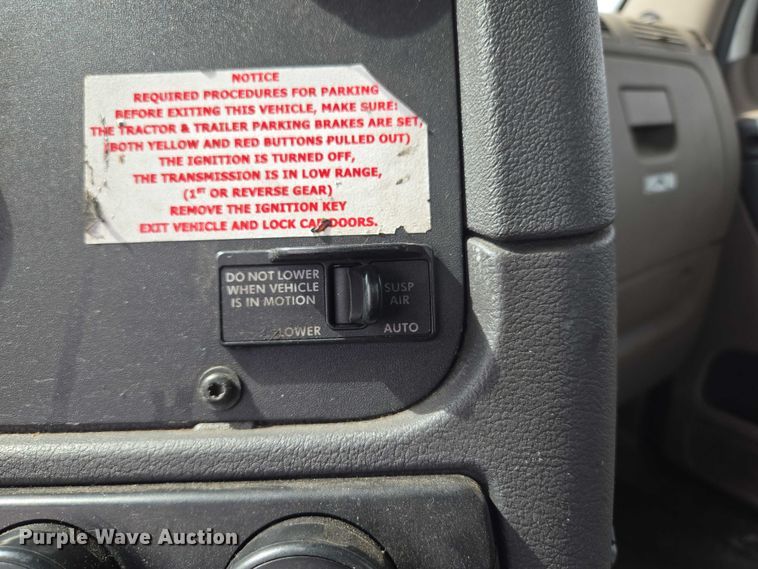 NOTICE
REQUIRED PROCEDURES FOR PARKING
BEFORE EXITING THIS VEHICLE, MAKE SURE:
THE TRACTOR & TRAILER PARKING BRAKES ARE SET,
(BOTH YELLOW AND RED BUTTONS PULLED OUT)
THE IGNITION IS TURNED OFF,
THE TRANSMISSION IS IN LOW RANGE,
(1ST OR REVERSE GEAR)
REMOVE THE IGNITION KEY
EXIT VEHICLE AND LOCK CAB DOORS.
DO NOT LOWER
WHEN VEHICLE
IS IN MOTION
SUSP
AIR
LOWER
AUTO
Purple Wave Auction